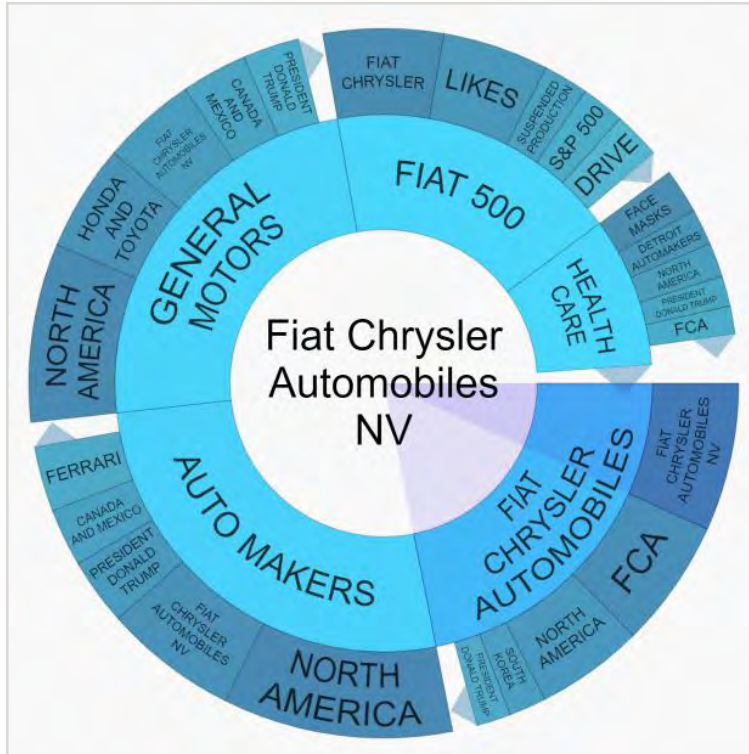 Fiat Chrysler
Automobiles
NV
FIAT 500
FIAT
CHRYSLER
LIKES
SUSPENDED
PRODUCTION
S&P 500
DRIVE
HEALTH
CARE
FACE
MASKS
DETROIT
AUTOMAKERS
NORTH
AMERICA
PRESIDENT
DONALD TRUMP
FCA
FIAT
CHRYSLER
AUTOMOBILES
FIAT
CHRYSLER
AUTOMOBILES
NV
FCA
NORTH
AMERICA
SOUTH
KOREA
PRESIDENT
DONALD TRUMP
AUTO MAKERS
NORTH
AMERICA
FIAT
CHRYSLER
AUTOMOBILES
NV
PRESIDENT
DONALD
TRUMP
CANADA
AND MEXICO
FERRARI
GENERAL
MOTORS
NORTH
AMERICA
HONDA
AND
TOYOTA
FIAT
CHRYSLER
AUTOMOBILES
NV
CANADA
AND
MEXICO
PRESIDENT
DONALD
TRUMP